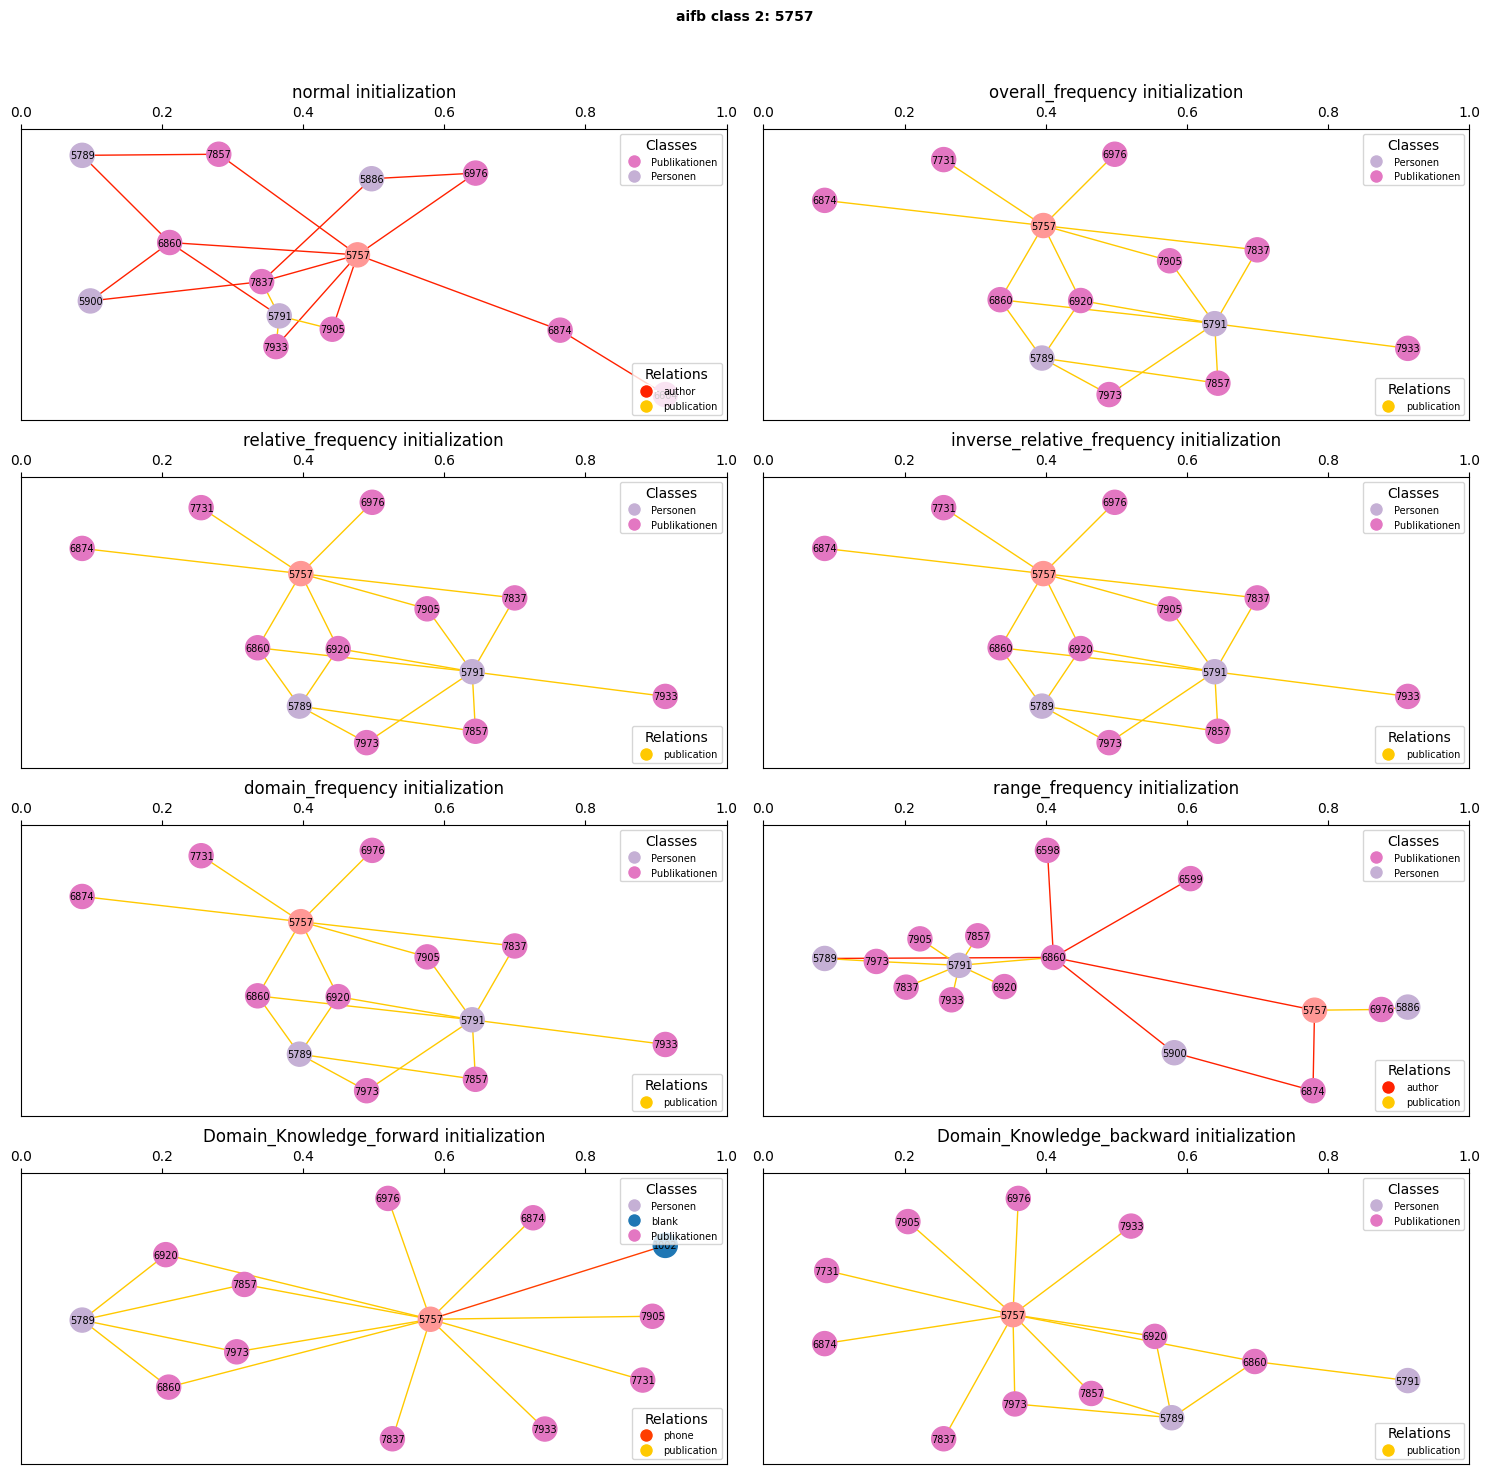 aifb class 2: 5757
normal initialization
0.0 0.2 0.4 0.6 0.8 1.0
Classes
Publikationen
Personen
5789
7857
5886
6976
6860
5757
7837
5900
5791
7905
7933
6874
Relations
author
publication
overall_frequency initialization
0.0 0.2 0.4 0.6 0.8 1.0
Classes
Personen
Publikationen
7731
6976
6874
5757
7837
7905
6860
6920
5791
7933
5789
7857
7973
Relations
publication
relative_frequency initialization
0.0 0.2 0.4 0.6 0.8 1.0
Classes
Personen
Publikationen
7731
6976
6874
5757
7837
7905
6860
6920
5791
7933
5789
7857
7973
Relations
publication
inverse_relative_frequency initialization
0.0 0.2 0.4 0.6 0.8 1.0
Classes
Personen
Publikationen
7731
6976
6874
5757
7837
7905
6860
6920
5791
7933
5789
7857
7973
Relations
publication
domain_frequency initialization
0.0 0.2 0.4 0.6 0.8 1.0
Classes
Personen
Publikationen
7731
6976
6874
5757
7837
7905
6860
6920
5791
7933
5789
7857
7973
Relations
publication
range_frequency initialization
0.0 0.2 0.4 0.6 0.8 1.0
Classes
Publikationen
Personen
6598
6599
7905
7857
5789
7973
5791
6860
7837
7933
6920
5757
6976
5886
5900
6874
Relations
author
publication
Domain_Knowledge_forward initialization
0.0 0.2 0.4 0.6 0.8 1.0
Classes
Personen
blank
Publikationen
6976
6874
6920
7857
5789
5757
7905
7973
6860
7731
7933
7837
Relations
phone
publication
Domain_Knowledge_backward initialization
0.0 0.2 0.4 0.6 0.8 1.0
Classes
Personen
Publikationen
6976
7905
7933
7731
5757
6874
6920
6860
5791
7857
7973
5789
7837
Relations
publication